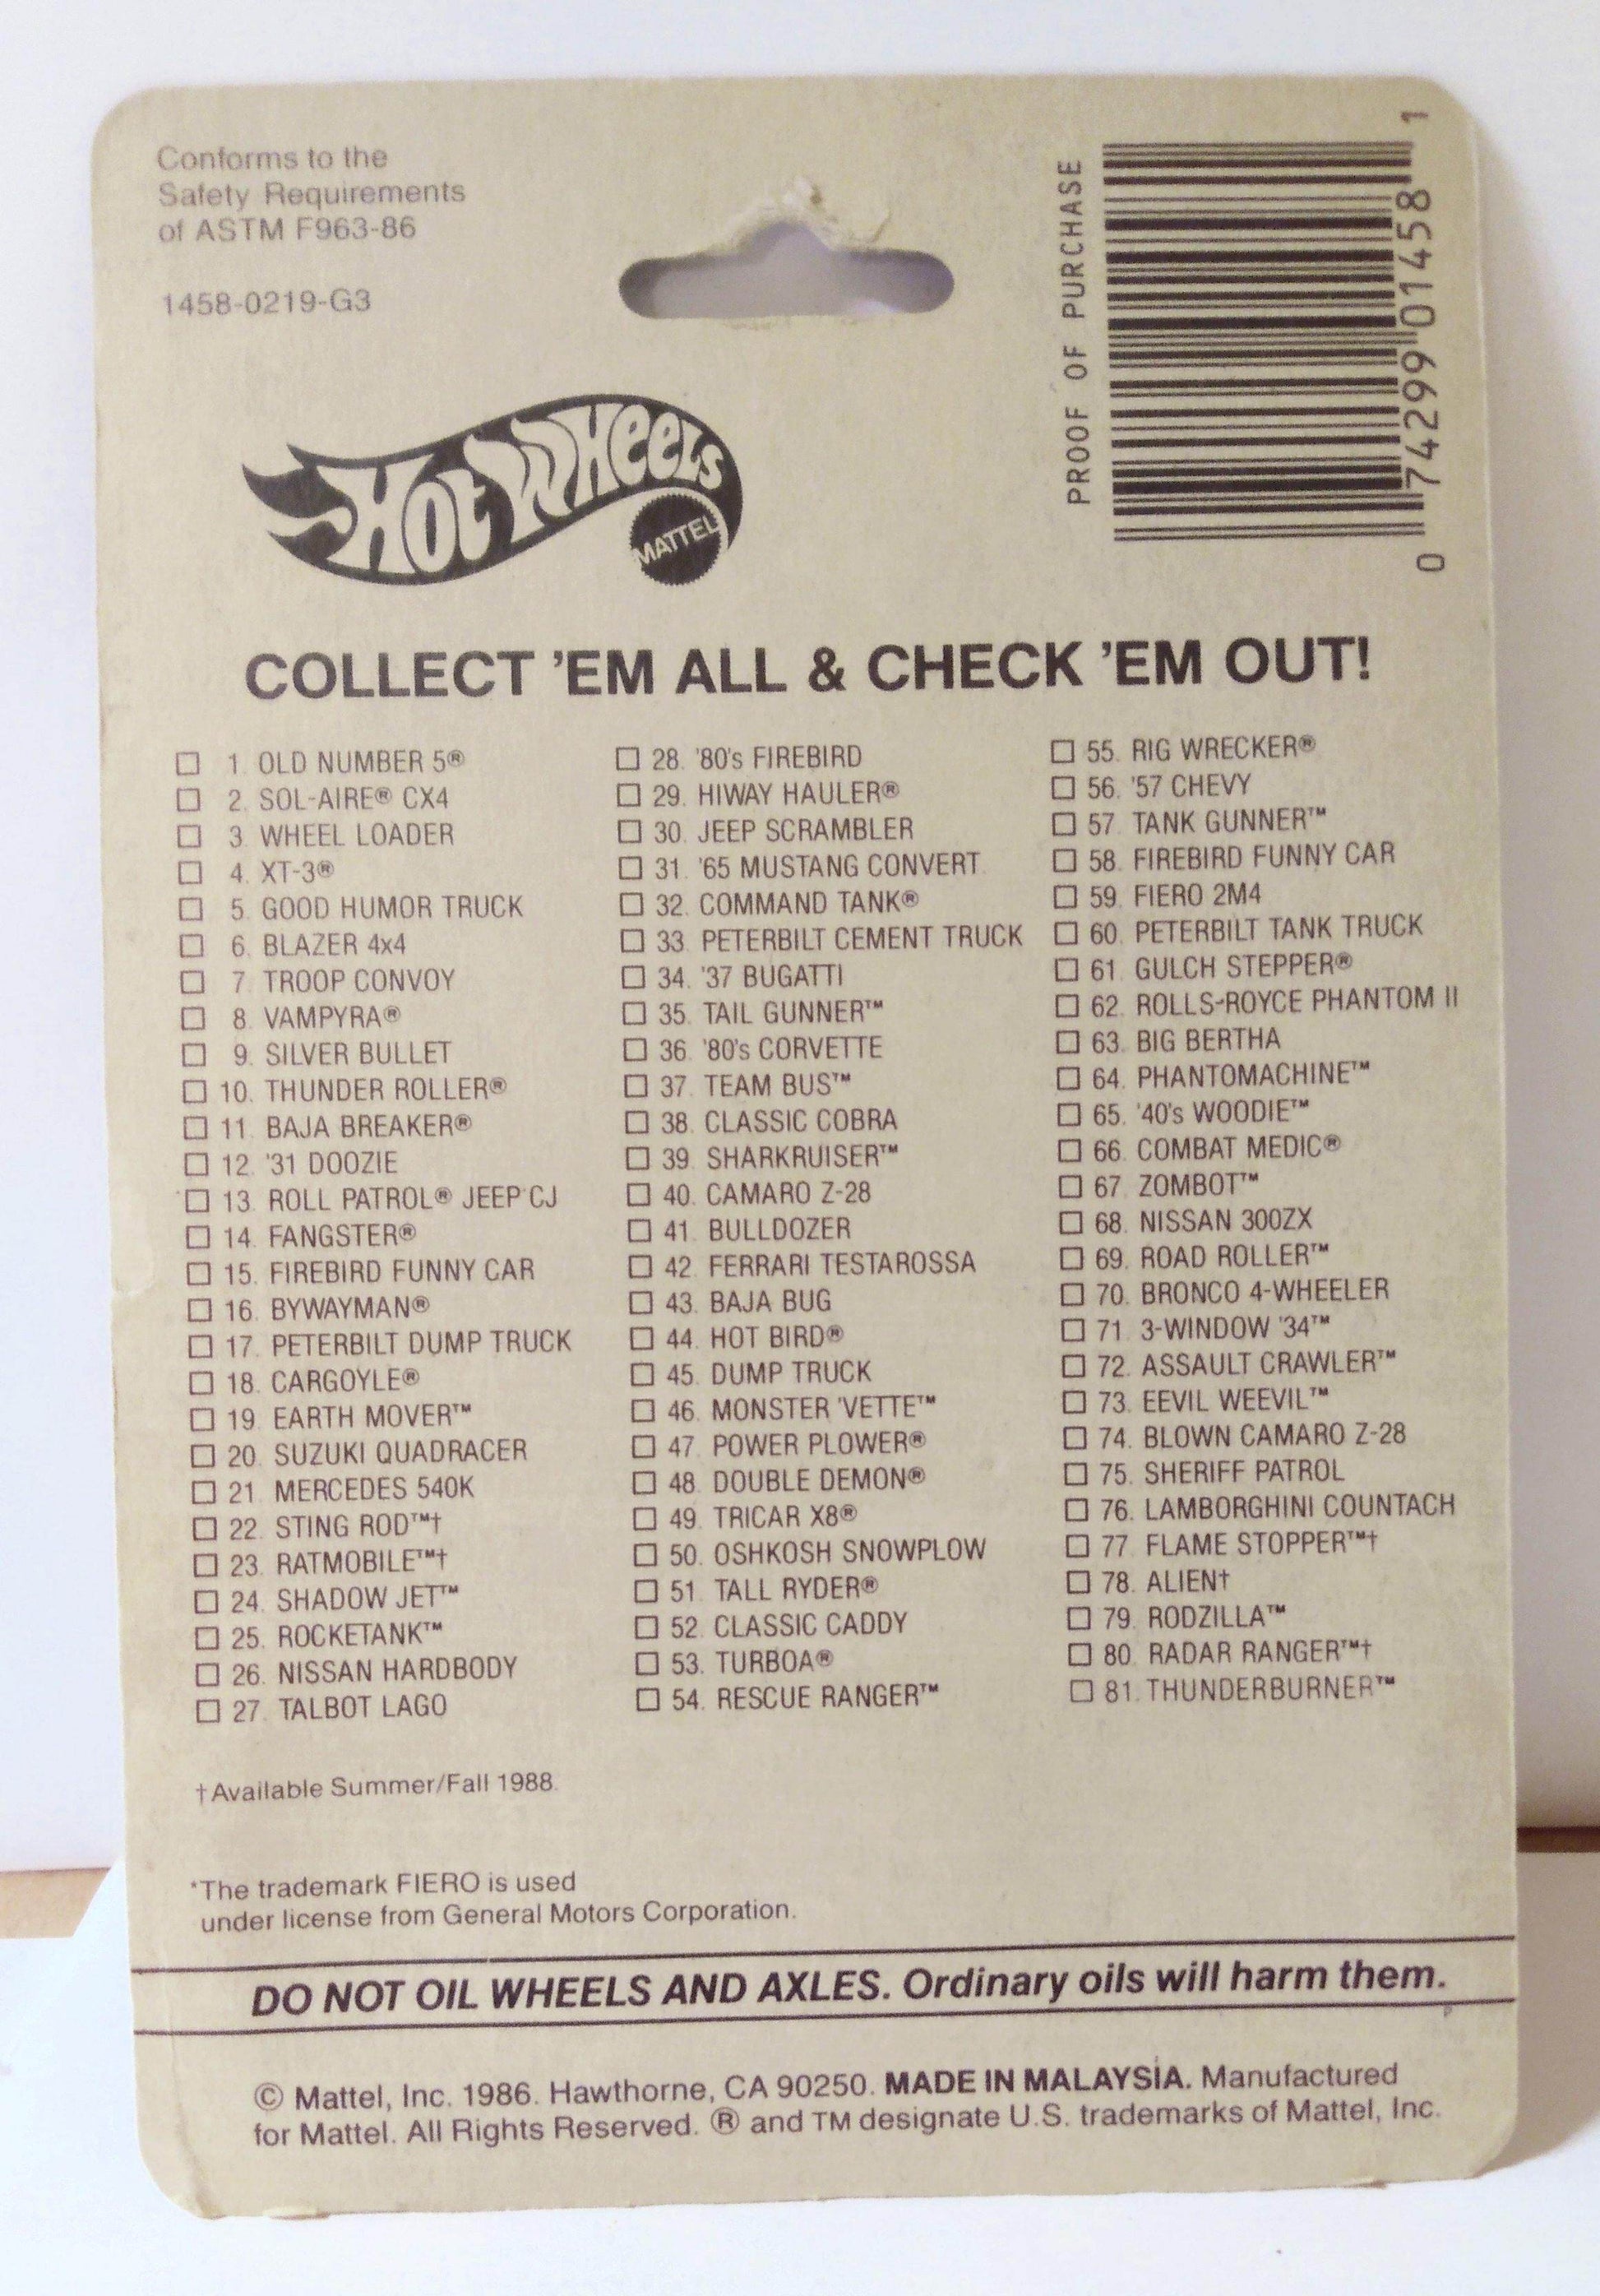 Conforms to the
Safety Requirements
of ASTM F963-86
1458-0219-G3
PROOF OF PURCHASE
0 74299 01458 1
HOT WHEELS
MATTEL
COLLECT 'EM ALL & CHECK 'EM OUT!
1. OLD NUMBER 5®
2. SOL-AIRE® CX4
3. WHEEL LOADER
4. XT-3®
5. GOOD HUMOR TRUCK
6. BLAZER 4x4
7. TROOP CONVOY
8. VAMPYRA®
9. SILVER BULLET
10. THUNDER ROLLER®
11. BAJA BREAKER®
12. '31 DOOZIE
13. ROLL PATROL® JEEP CJ
14. FANGSTER®
15. FIREBIRD FUNNY CAR
16. BYWAYMAN®
17. PETERBILT DUMP TRUCK
18. CARGOYLE®
19. EARTH MOVER™
20. SUZUKI QUADRACER
21. MERCEDES 540K
22. STING ROD™†
23. RATMOBILE™†
24. SHADOW JET™
25. ROCKETANK™
26. NISSAN HARDBODY
27. TALBOT LAGO
28. '80's FIREBIRD
29. HIWAY HAULER®
30. JEEP SCRAMBLER
31. '65 MUSTANG CONVERT.
32. COMMAND TANK®
33. PETERBILT CEMENT TRUCK
34. '37 BUGATTI
35. TAIL GUNNER™
36. '80's CORVETTE
37. TEAM BUS™
38. CLASSIC COBRA
39. SHARKRUISER™
40. CAMARO Z-28
41. BULLDOZER
42. FERRARI TESTAROSSA
43. BAJA BUG
44. HOT BIRD®
45. DUMP TRUCK
46. MONSTER 'VETTE™
47. POWER PLOWER®
48. DOUBLE DEMON®
49. TRICAR X8®
50. OSHKOSH SNOWPLOW
51. TALL RYDER®
52. CLASSIC CADDY
53. TURBOA®
54. RESCUE RANGER™
55. RIG WRECKER®
56. '57 CHEVY
57. TANK GUNNER™
58. FIREBIRD FUNNY CAR
59. FIERO 2M4
60. PETERBILT TANK TRUCK
61. GULCH STEPPER®
62. ROLLS-ROYCE PHANTOM II
63. BIG BERTHA
64. PHANTOMACHINE™
65. '40's WOODIE™
66. COMBAT MEDIC®
67. ZOMBOT™
68. NISSAN 300ZX
69. ROAD ROLLER™
70. BRONCO 4-WHEELER
71. 3-WINDOW '34™
72. ASSAULT CRAWLER™
73. EEVIL WEEVIL™
74. BLOWN CAMARO Z-28
75. SHERIFF PATROL
76. LAMBORGHINI COUNTACH
77. FLAME STOPPER™†
78. ALIEN†
79. RODZILLA™
80. RADAR RANGER™†
81. THUNDERBURNER™
†Available Summer/Fall 1988.
*The trademark FIERO is used
under license from General Motors Corporation.
DO NOT OIL WHEELS AND AXLES. Ordinary oils will harm them.
© Mattel, Inc. 1986. Hawthorne, CA 90250. MADE IN MALAYSIA. Manufactured
for Mattel. All Rights Reserved. ® and TM designate U.S. trademarks of Mattel, Inc.